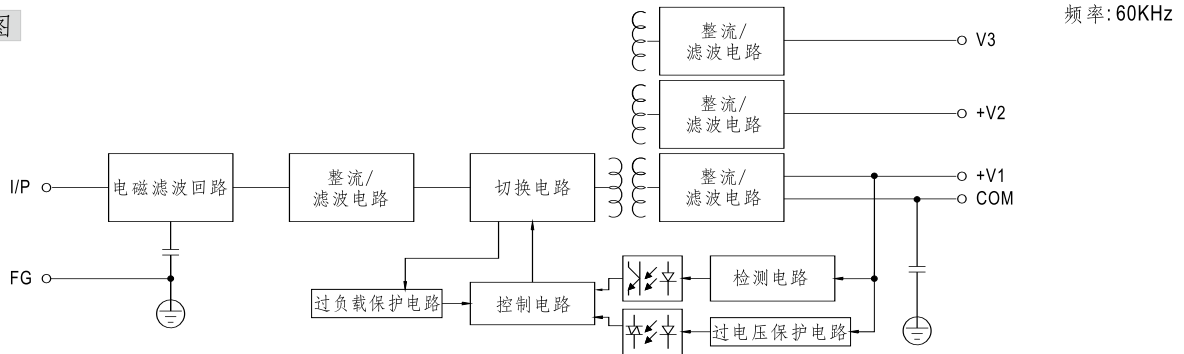 图
频率:60KHz
整流/
滤波电路
V3
整流/
滤波电路
+V2
I/P
电磁滤波回路
整流/
滤波电路
切换电路
整流/
滤波电路
+V1
COM
FG
过负载保护电路
控制电路
检测电路
过电压保护电路